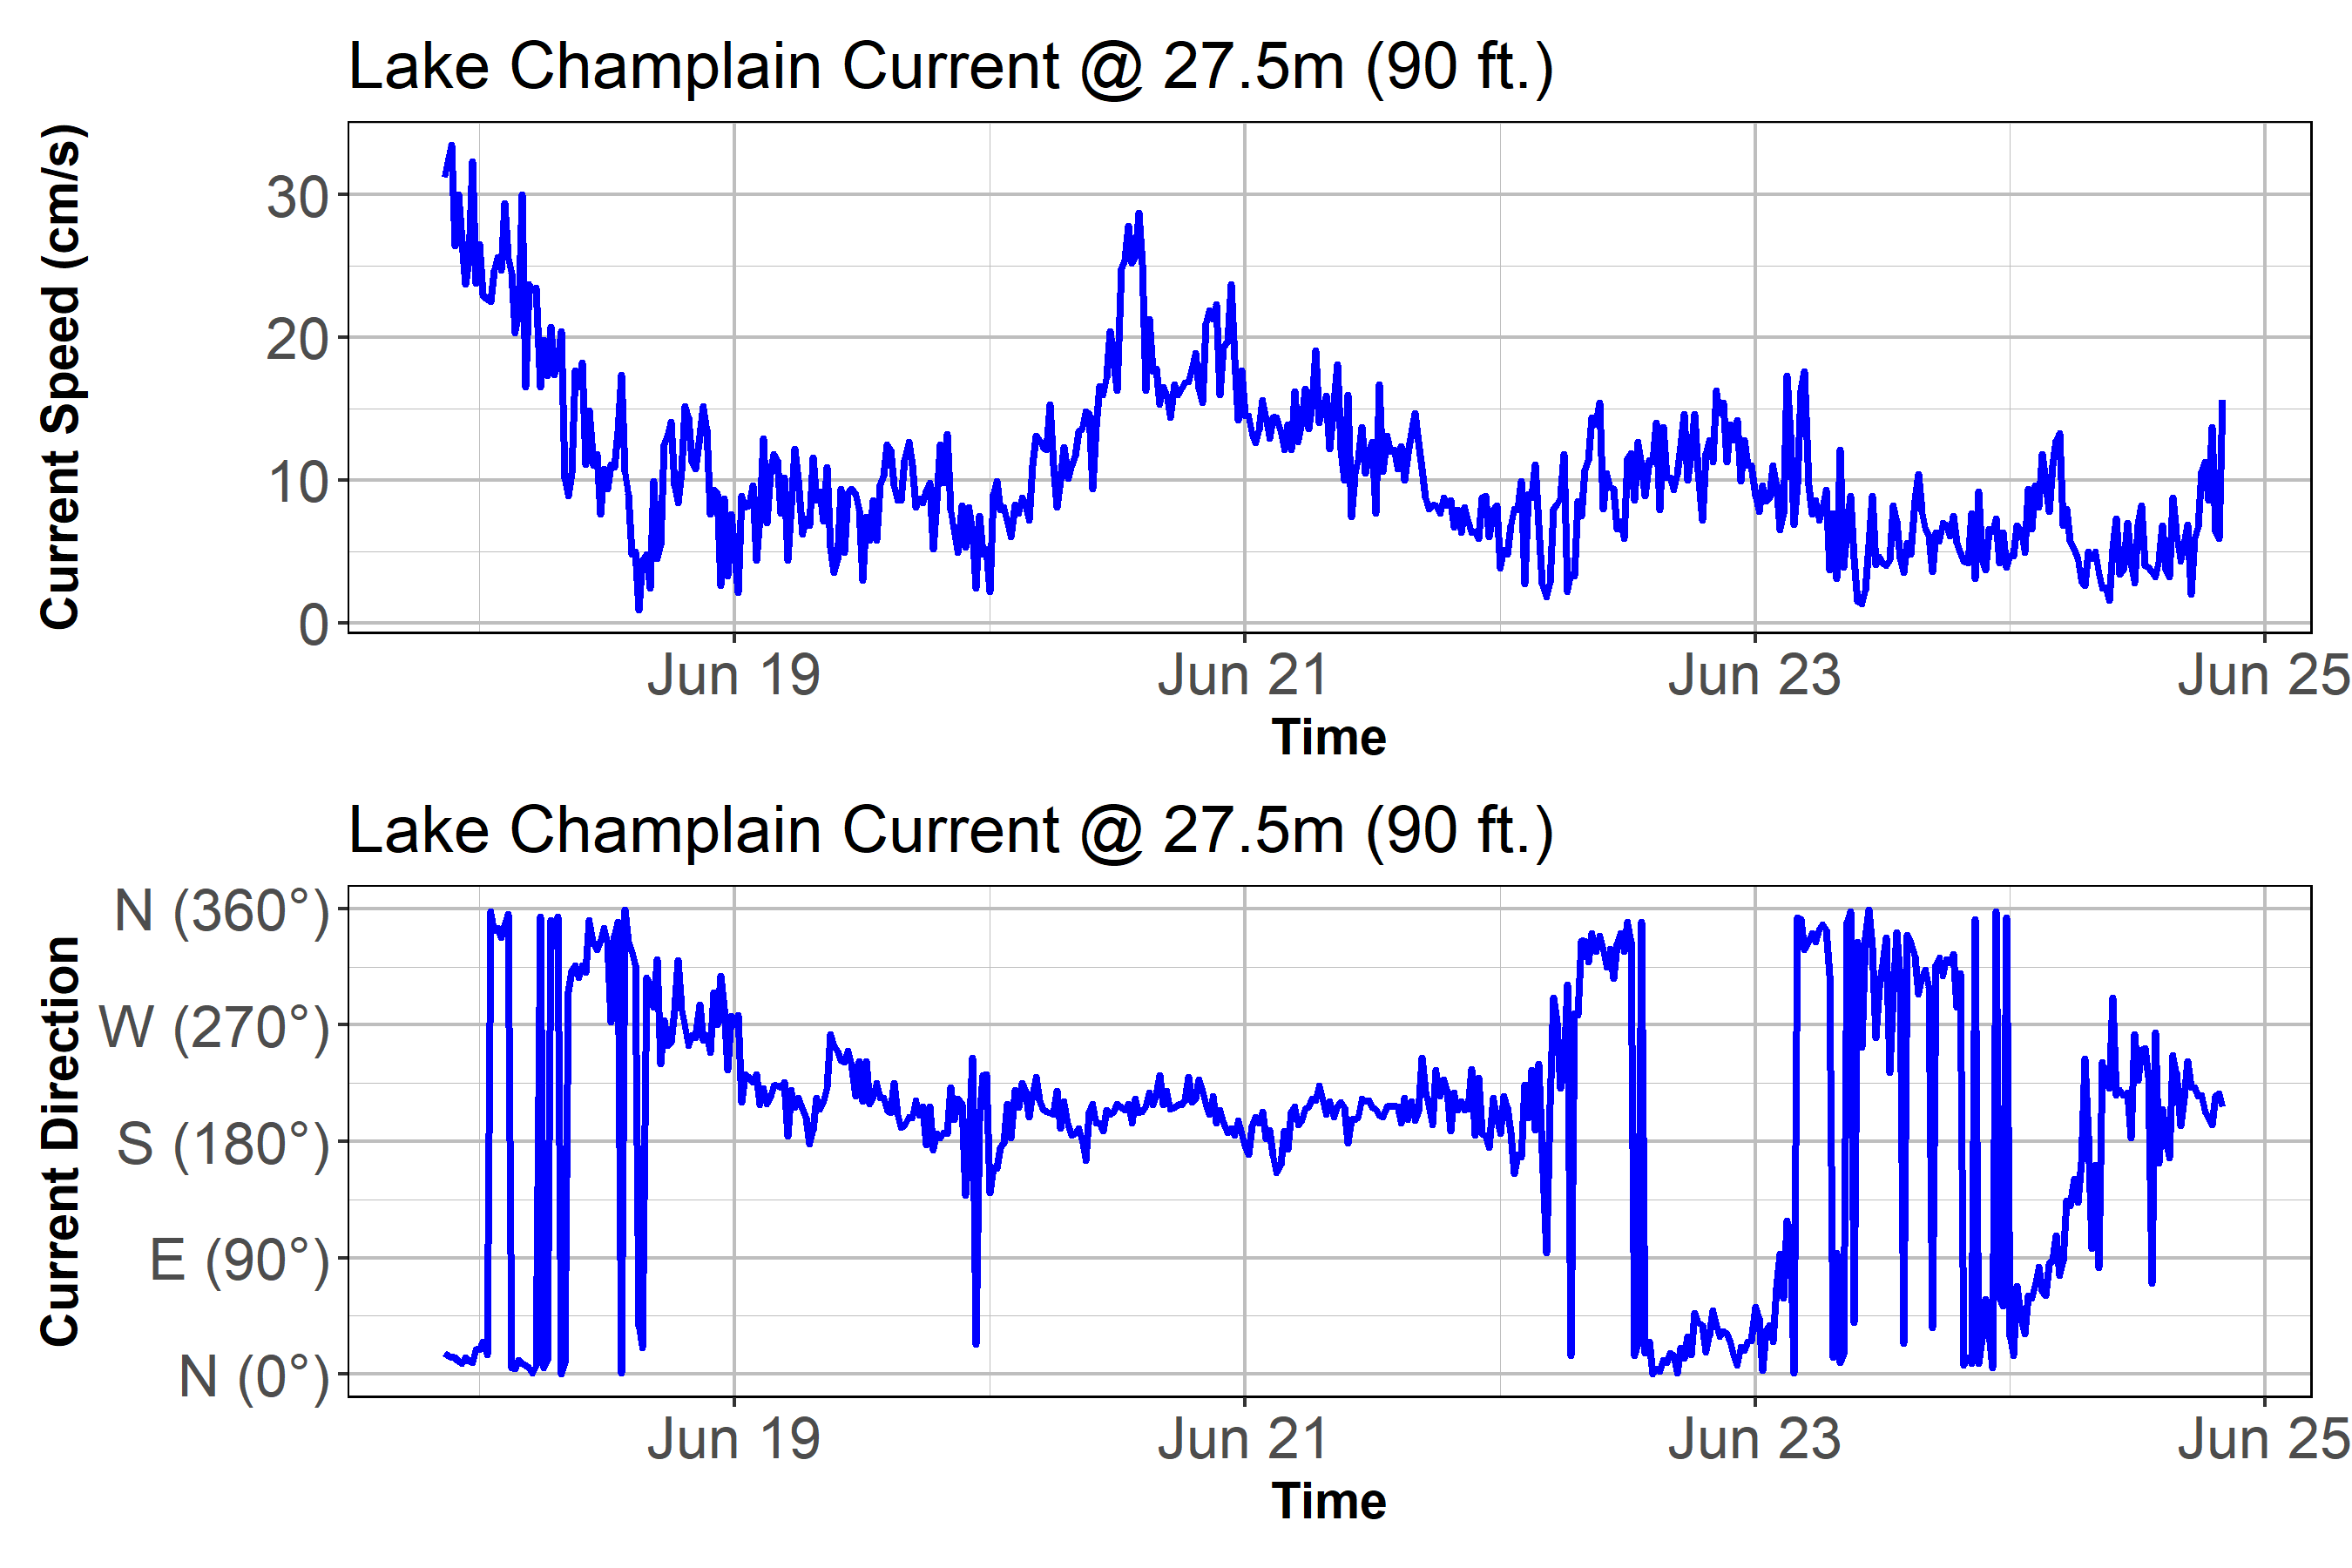 Lake Champlain Current @ 27.5m (90 ft.)
Current Speed (cm/s)
30
20
10
0
Jun 19 Jun 21 Jun 23 Jun 25
Time
Lake Champlain Current @ 27.5m (90 ft.)
Current Direction
N (360°)
W (270°)
S (180°)
E (90°)
N (0°)
Jun 19 Jun 21 Jun 23 Jun 25
Time